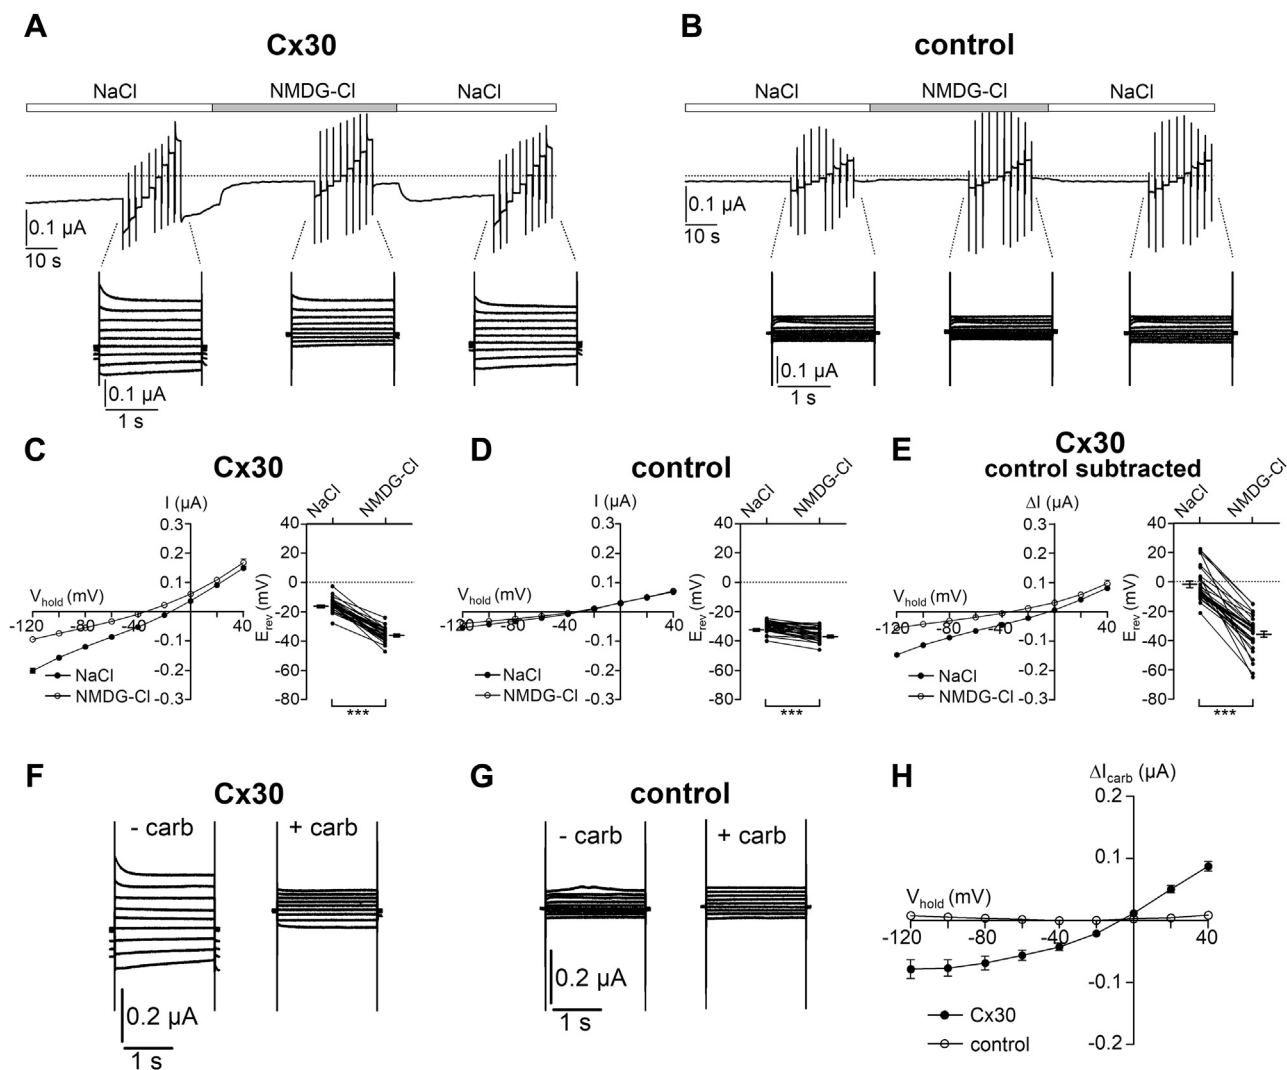 A
Cx30
NaCl
NMDG-Cl
NaCl
0.1 µA
10 s
0.1 µA
1 s
B
control
NaCl
NMDG-Cl
NaCl
0.1 µA
10 s
0.1 µA
1 s
C
Cx30
I (µA)
0.3
0.2
0.1
-0.1
-0.2
-0.3
Vhold (mV)
-120
-80
-40
40
NaCl
NMDG-Cl
NaCl
NMDG-Cl
Erev (mV)
40
20
0
-20
-40
-60
-80
***
D
control
I (µA)
0.3
0.2
0.1
-0.1
-0.2
-0.3
Vhold (mV)
-120
-80
-40
40
NaCl
NMDG-Cl
NaCl
NMDG-Cl
Erev (mV)
40
20
0
-20
-40
-60
-80
***
E
Cx30
control subtracted
ΔI (µA)
0.3
0.2
0.1
-0.1
-0.2
-0.3
Vhold (mV)
-120
-80
-40
40
NaCl
NMDG-Cl
NaCl
NMDG-Cl
Erev (mV)
40
20
0
-20
-40
-60
-80
***
F
Cx30
- carb
+ carb
0.2 µA
1 s
G
control
- carb
+ carb
0.2 µA
1 s
H
ΔIcarb (µA)
0.2
0.1
-0.1
-0.2
Vhold (mV)
-120
-80
-40
40
Cx30
control